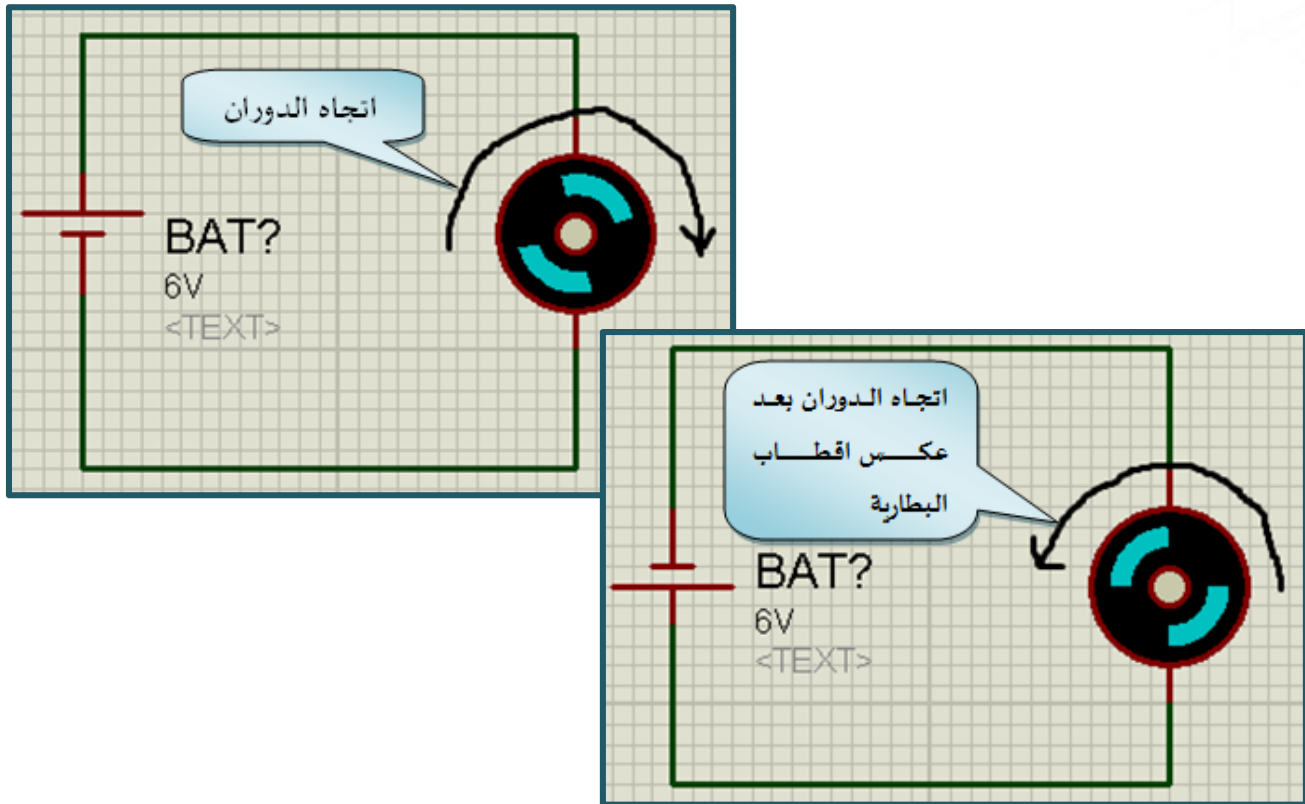 اتجاه الدوران
BAT?
6V
<TEXT>
اتجاه الدوران بعد
عكس اقطاب
البطارية
BAT?
6V
<TEXT>